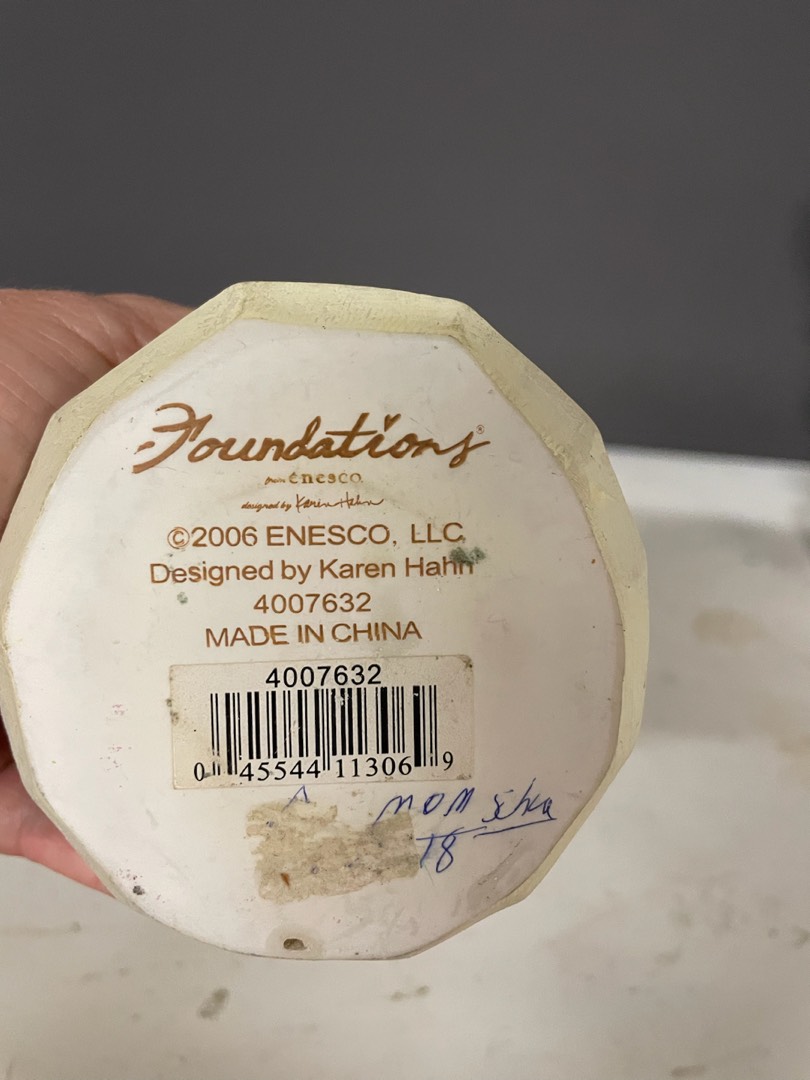 Foundations®
from enesco.
designed by Karen Hahn
©2006 ENESCO, LLC
Designed by Karen Hahn
4007632
MADE IN CHINA
4007632
0 45544 11306 9
MOM
18